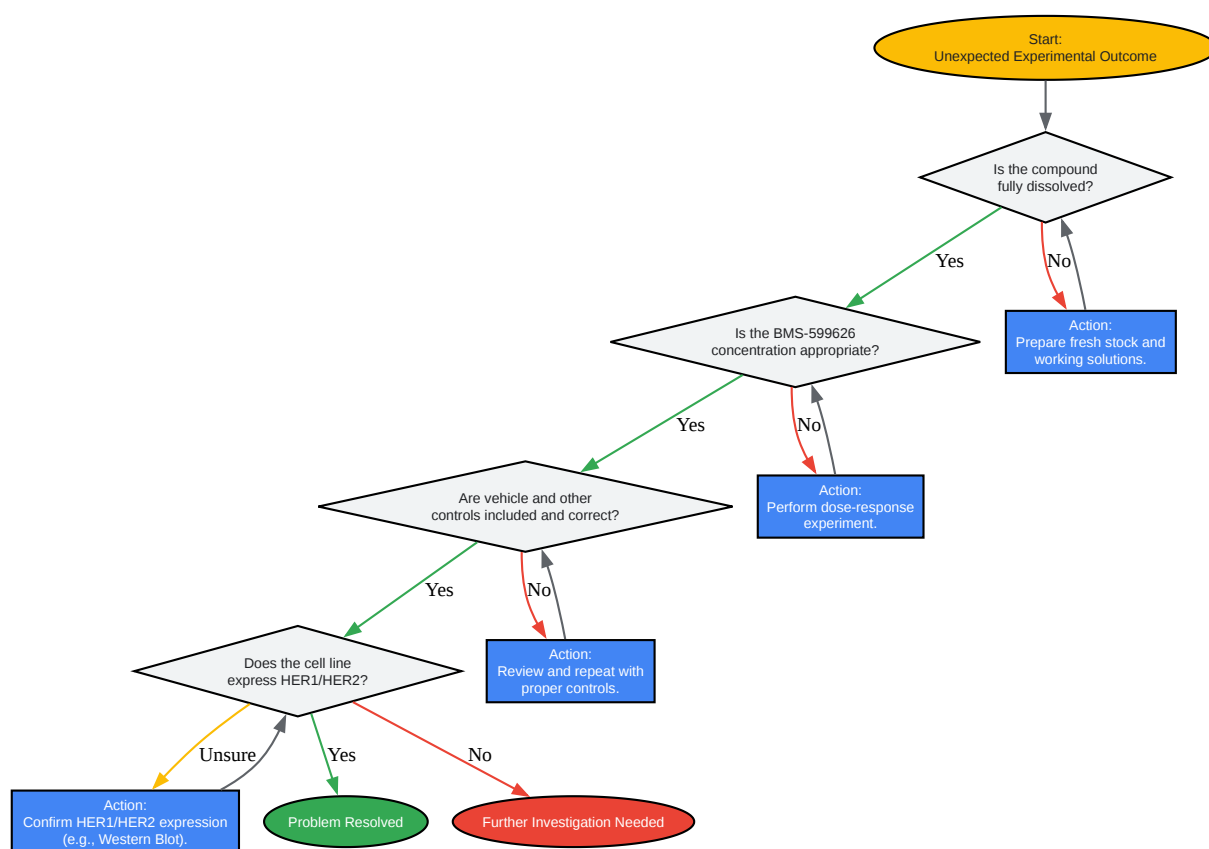 Start:
Unexpected Experimental Outcome
Is the compound
fully dissolved?
Yes
No
Action:
Prepare fresh stock and
working solutions.
Is the BMS-599626
concentration appropriate?
Yes
No
Action:
Perform dose-response
experiment.
Are vehicle and other
controls included and correct?
Yes
No
Action:
Review and repeat with
proper controls.
Does the cell line
express HER1/HER2?
Unsure
Yes
No
Action:
Confirm HER1/HER2 expression
(e.g., Western Blot).
Problem Resolved
Further Investigation Needed